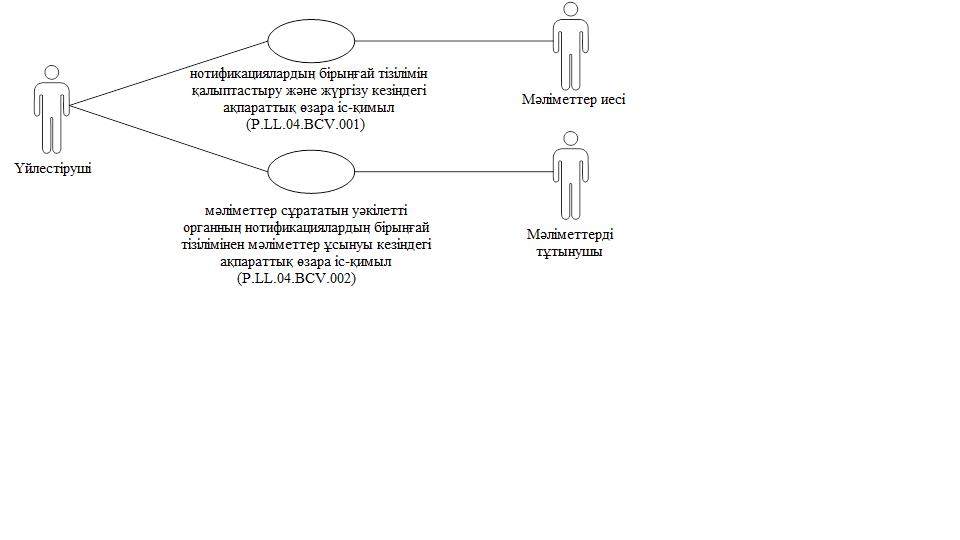 нотификациялардың бірыңғай тізілімін
қалыптастыру және жүргізу кезіндегі
ақпараттық өзара іс-қимыл
(P.LL.04.BCV.001)
Мәліметтер иесі
Үйлестіруші
мәліметтер сұрататын уәкілетті
органның нотификациялардың бірыңғай
тізілімінен мәліметтер ұсынуы кезіндегі
ақпараттық өзара іс-қимыл
(P.LL.04.BCV.002)
Мәліметтерді
тұтынушы